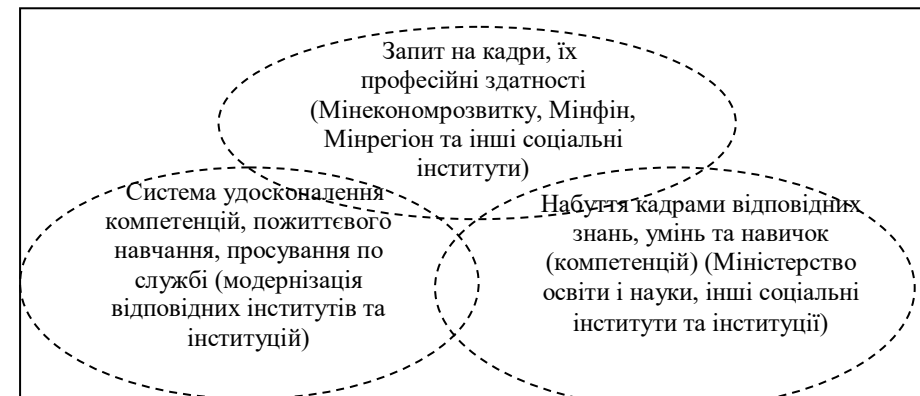 Запит на кадри, їх
професійні здатності
(Мінекономрозвитку, Мінфін,
Мінрегіон та інші соціальні
інститути)
Система удосконалення
компетенцій, пожиттєвого
навчання, просування по
службі (модернізація
відповідних інститутів та
інституцій)
Набуття кадрами відповідних
знань, умінь та навичок
(компетенцій) (Міністерство
освіти і науки, інші соціальні
інститути та інституції)